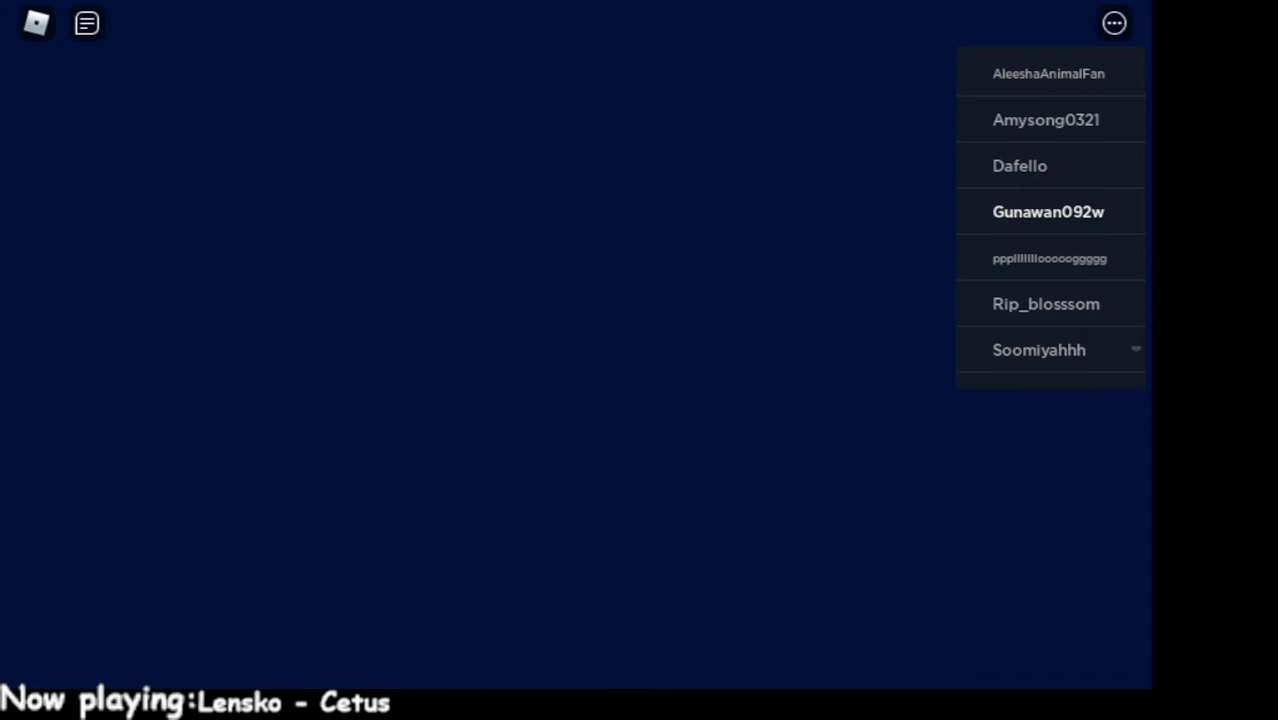 AleeshaAnimalFan
Amysong0321
Dafello
Gunawan092w
Rip_blosssom
Soomiyahhh
Now playing:Lensko - Cetus